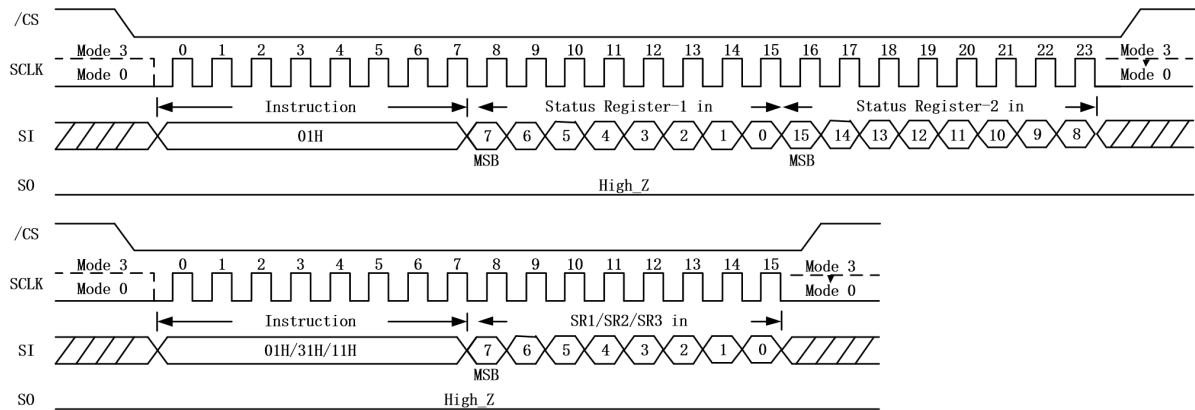 /CS
Mode 3 0 1 2 3 4 5 6 7 8 9 10 11 12 13 14 15 16 17 18 19 20 21 22 23 Mode 3
SCLK
Mode 0 Mode 0
Instruction Status Register-1 in Status Register-2 in
SI 01H 7 6 5 4 3 2 1 0 15 14 13 12 11 10 9 8
MSB MSB
SO High_Z
/CS
Mode 3 0 1 2 3 4 5 6 7 8 9 10 11 12 13 14 15 Mode 3
SCLK
Mode 0 Mode 0
Instruction SR1/SR2/SR3 in
SI 01H/31H/11H 7 6 5 4 3 2 1 0
MSB
SO High_Z